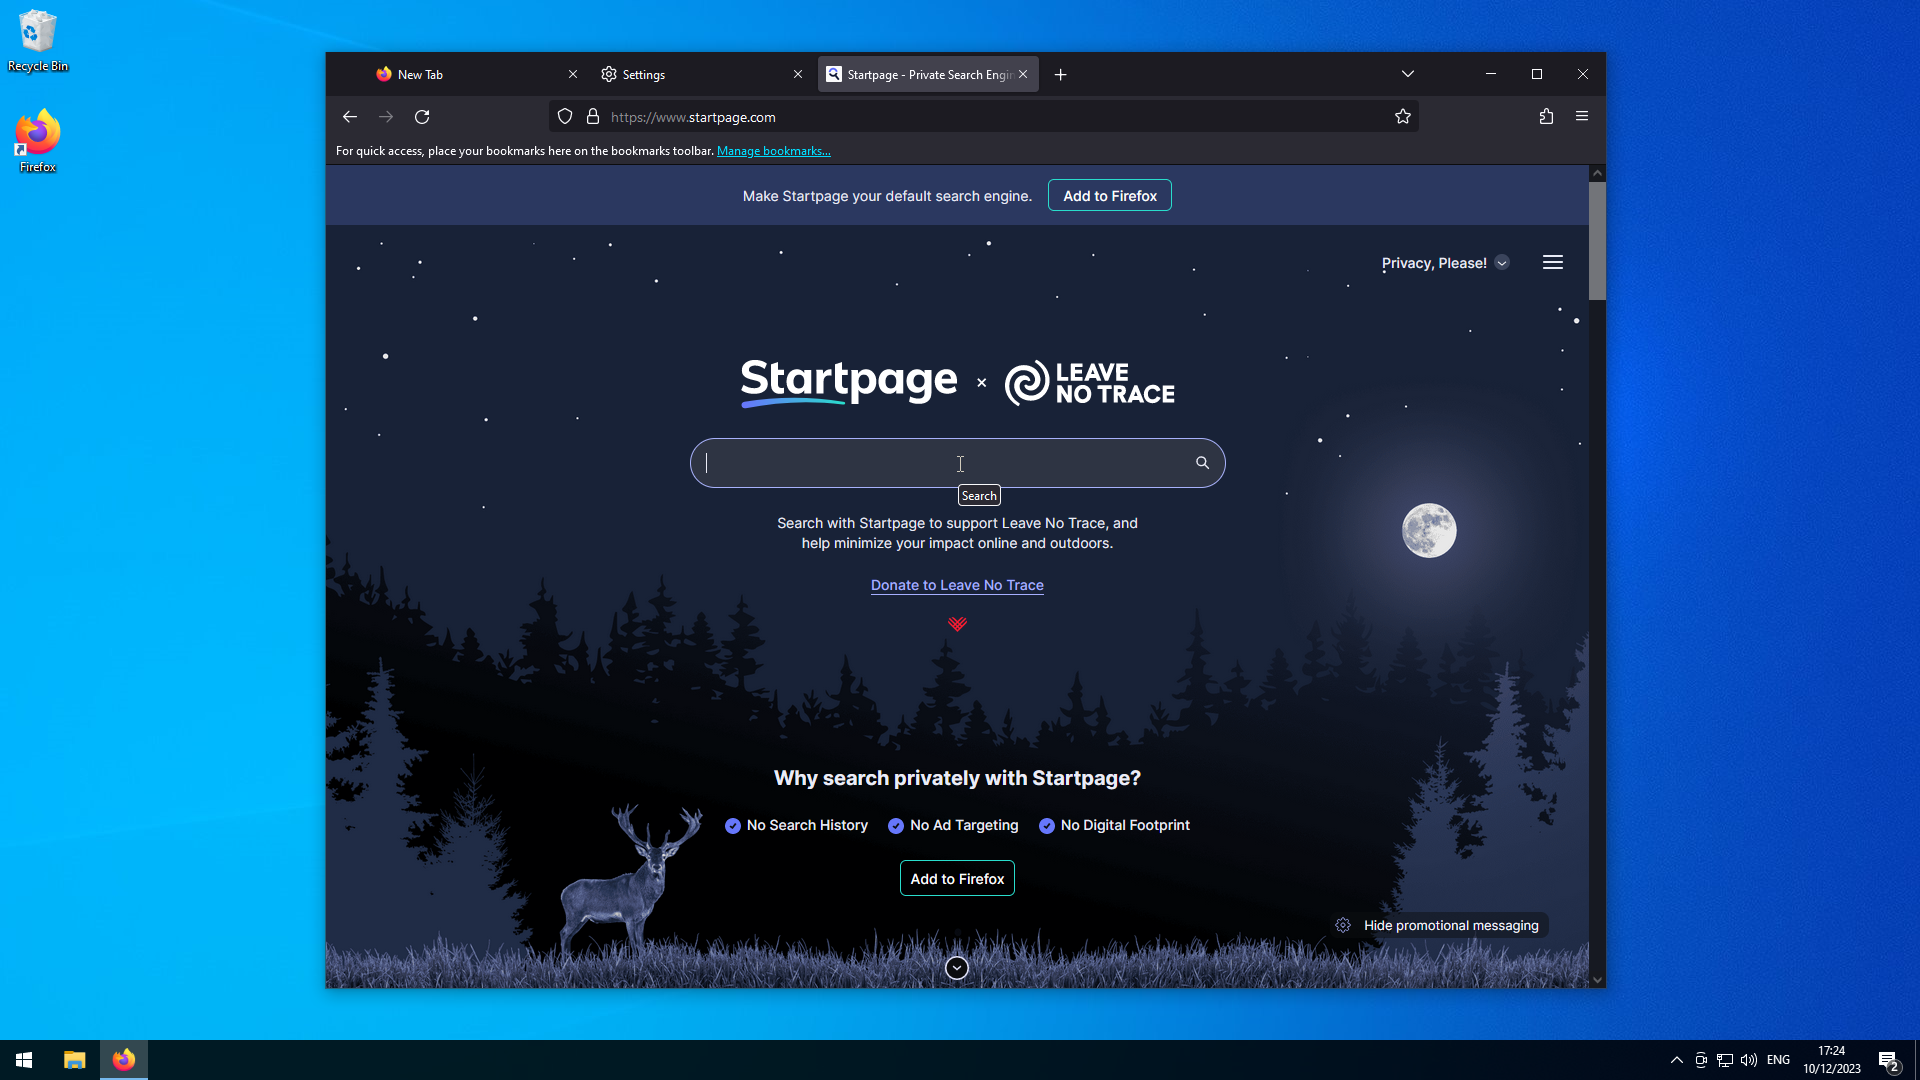 Recycle Bin
Firefox
New Tab
Settings
Startpage - Private Search Engin
https://www.startpage.com
For quick access, place your bookmarks here on the bookmarks toolbar. Manage bookmarks...
Make Startpage your default search engine.
Add to Firefox
Privacy, Please!
Startpage × LEAVE NO TRACE
Search
Search with Startpage to support Leave No Trace, and
help minimize your impact online and outdoors.
Donate to Leave No Trace
Why search privately with Startpage?
No Search History
No Ad Targeting
No Digital Footprint
Add to Firefox
Hide promotional messaging
ENG
17:24
10/12/2023
2